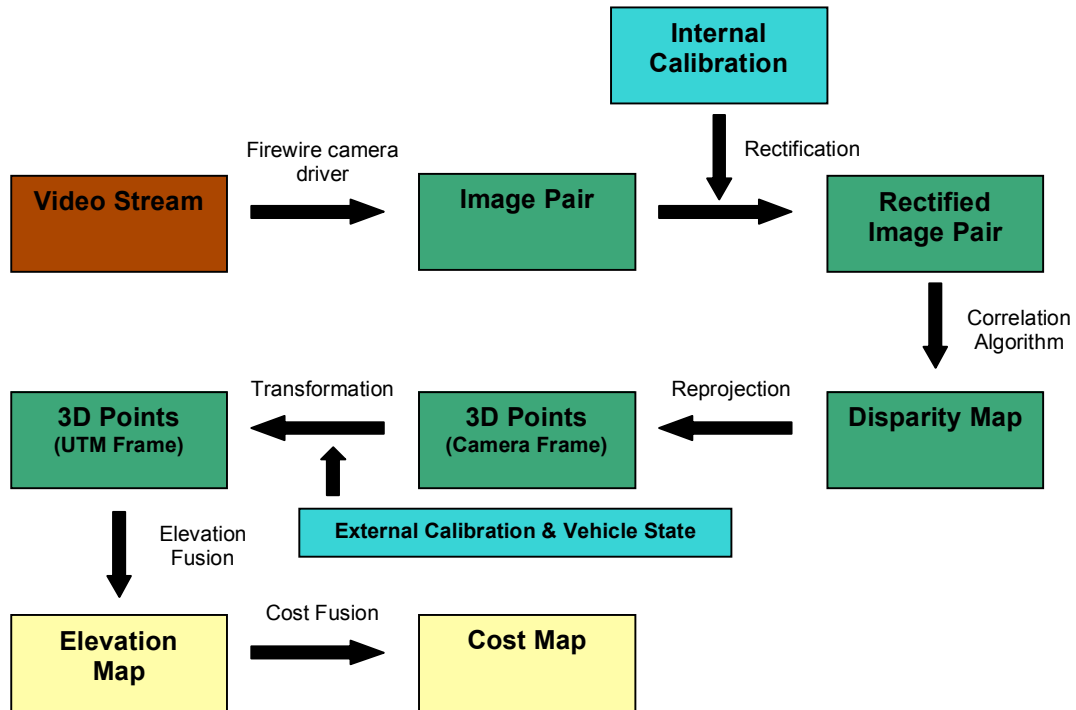 Internal
Calibration
Firewire camera
driver
Rectification
Video Stream
Image Pair
Rectified
Image Pair
Correlation
Algorithm
Transformation
Reprojection
3D Points
(UTM Frame)
3D Points
(Camera Frame)
Disparity Map
External Calibration & Vehicle State
Elevation
Fusion
Cost Fusion
Elevation
Map
Cost Map